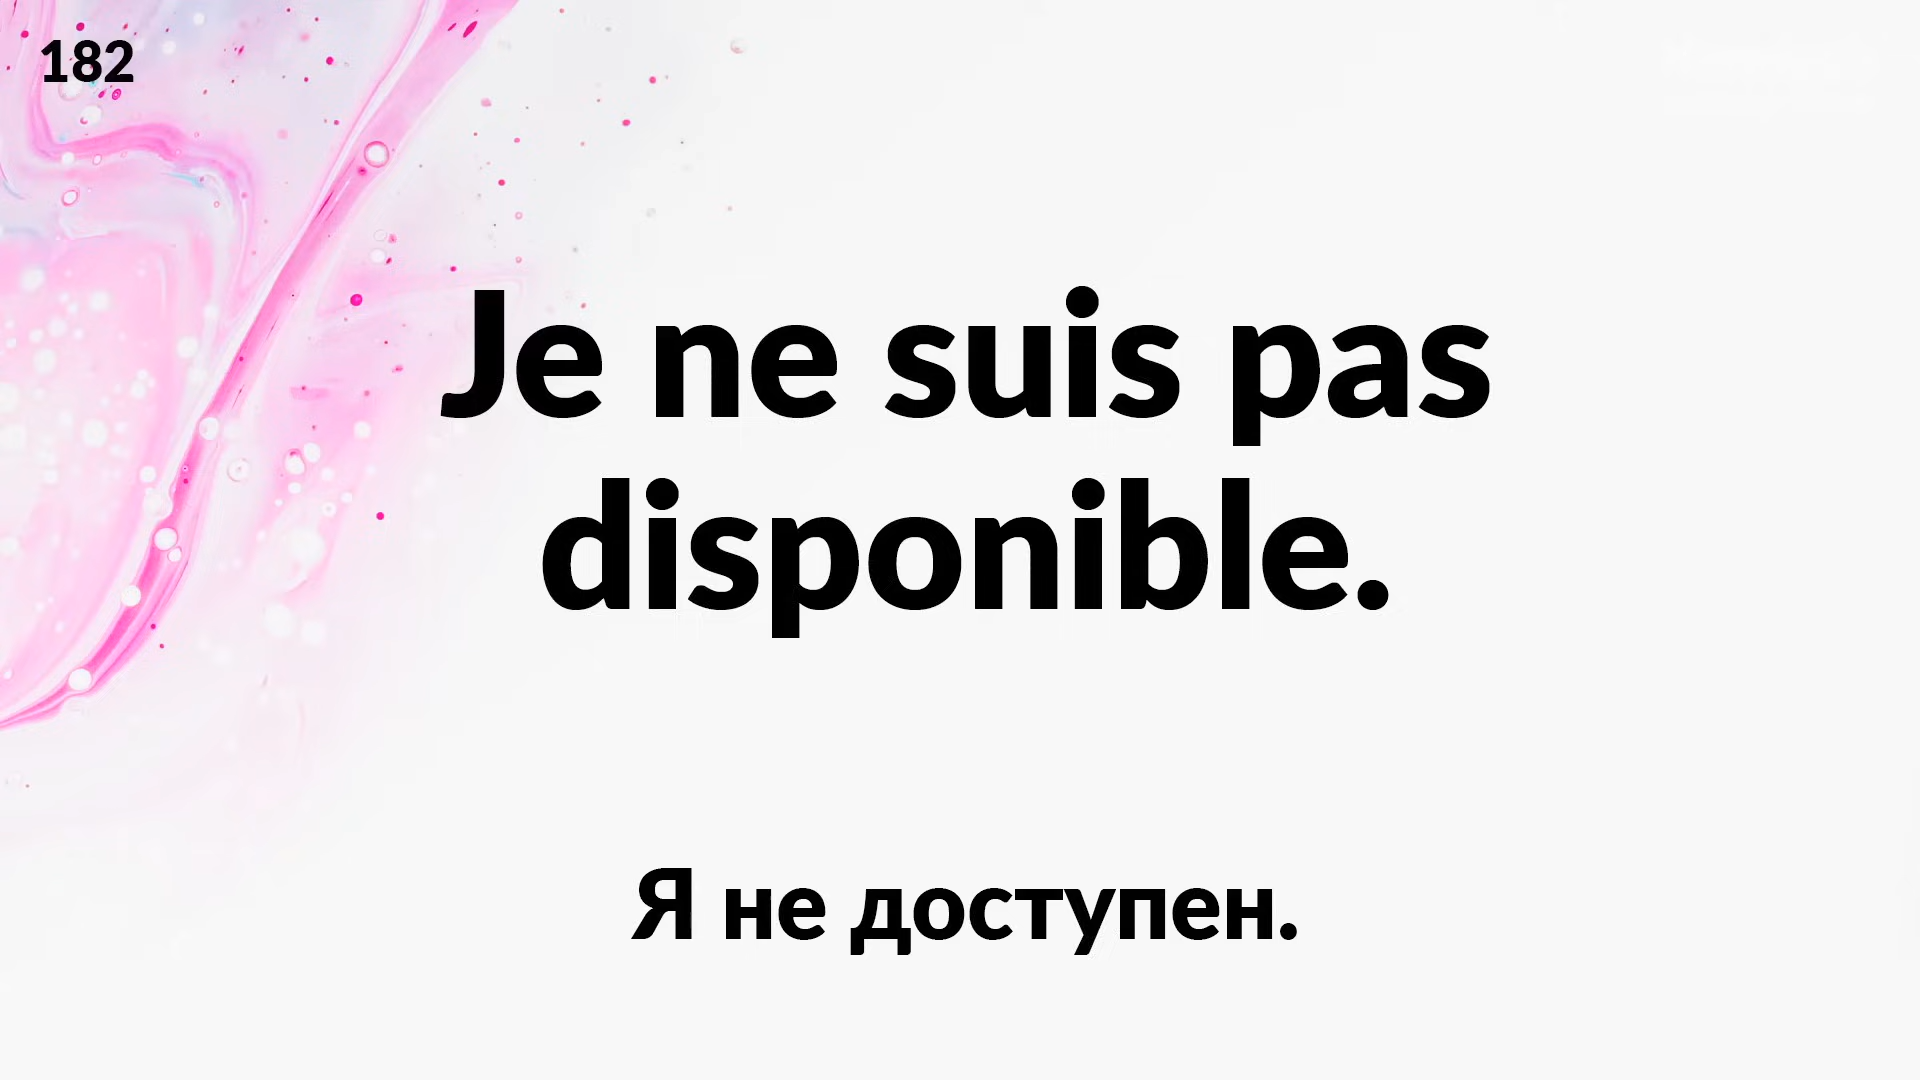 182
Je ne suis pas
disponible.
Я не доступен.